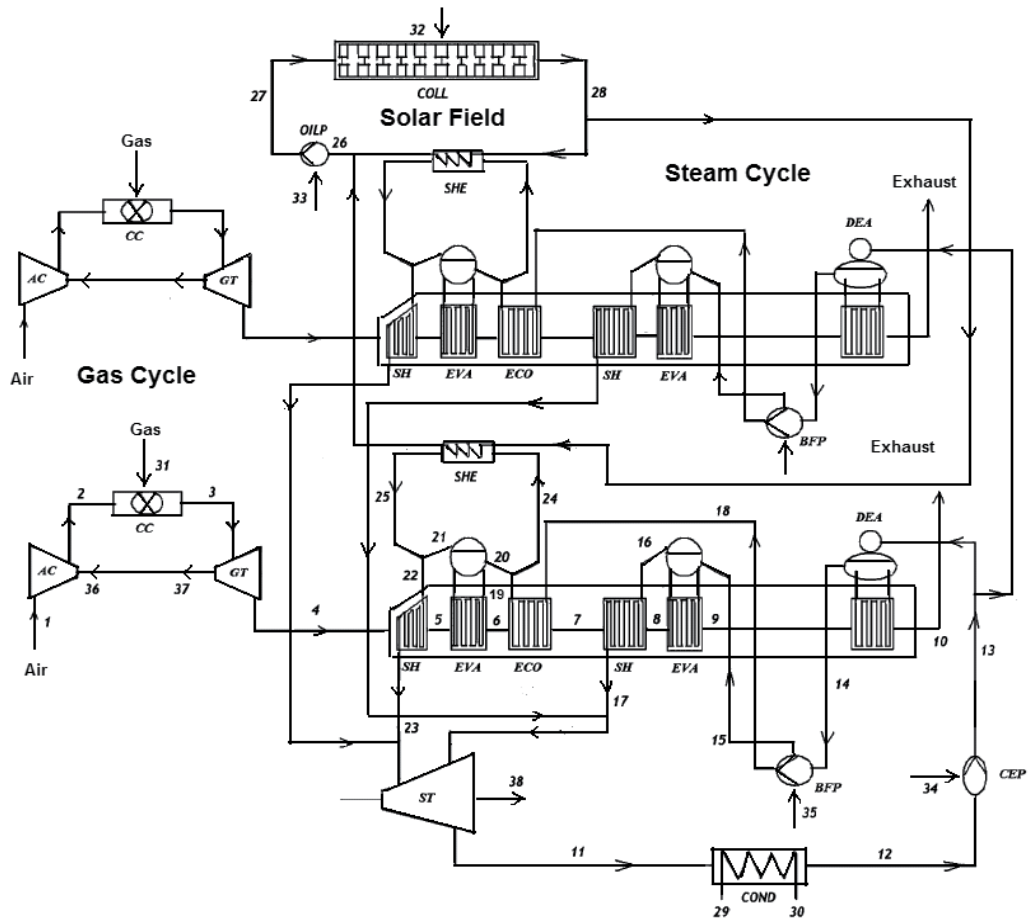 32
COLL
27
28
Solar Field
OILP
26
33
SHE
Steam Cycle
Gas
CC
AC
GT
Air
Exhaust
DEA
SH
EVA
ECO
SH
EVA
BFP
Gas Cycle
Gas
31
2
3
CC
AC
GT
36
37
1
Air
4
SHE
25
24
18
Exhaust
DEA
21
20
16
22
19
5
6
7
8
9
10
SH
EVA
ECO
SH
EVA
13
14
17
23
15
BFP
35
34
CEP
ST
38
11
12
COND
29
30